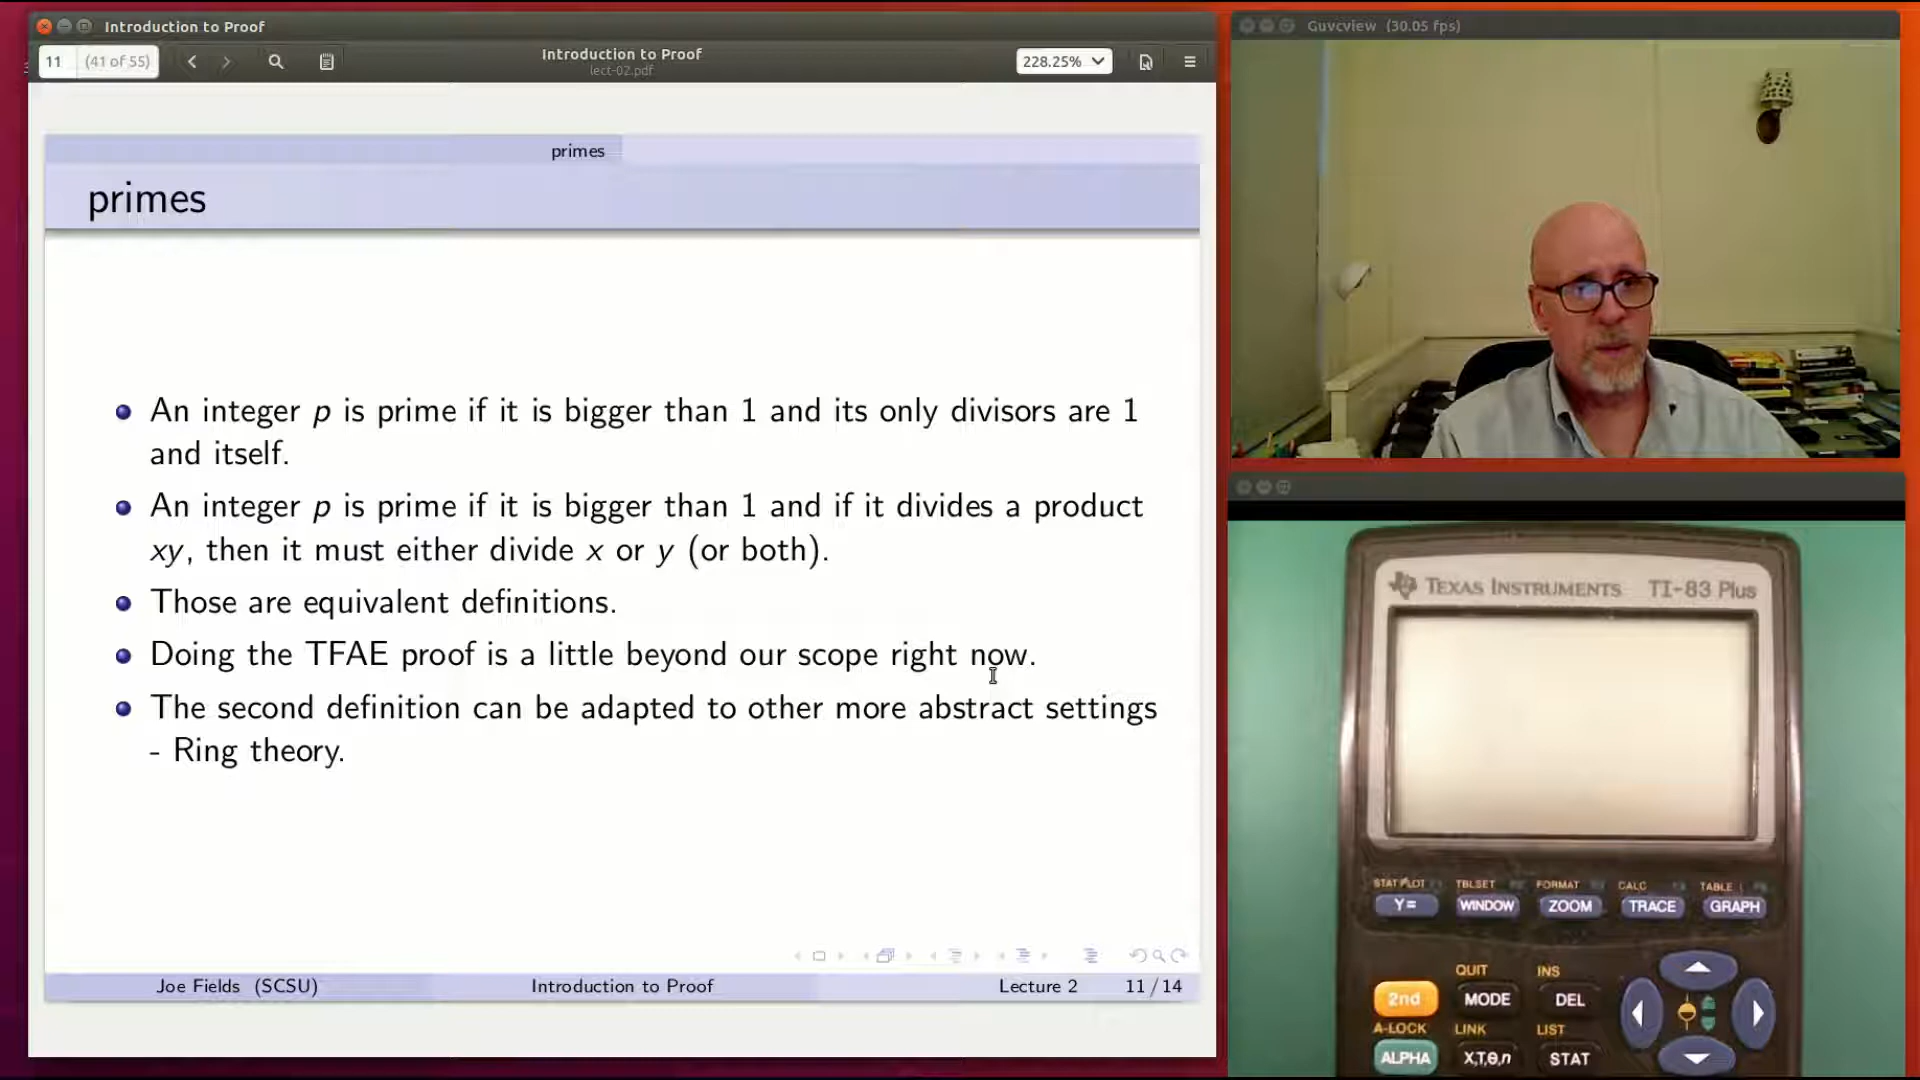 Introduction to Proof
11 (41 of 55)
Introduction to Proof
lect-02.pdf
228.25%
primes
primes
An integer p is prime if it is bigger than 1 and its only divisors are 1
and itself.
An integer p is prime if it is bigger than 1 and if it divides a product
xy, then it must either divide x or y (or both).
Those are equivalent definitions.
Doing the TFAE proof is a little beyond our scope right now.
The second definition can be adapted to other more abstract settings
- Ring theory.
Joe Fields (SCSU) Introduction to Proof Lecture 2 11 / 14
Guvcview (30.05 fps)
TEXAS INSTRUMENTS TI-83 Plus
STAT PLOT TBLSET FORMAT CALC TABLE
Y= WINDOW ZOOM TRACE GRAPH
QUIT INS
2nd MODE DEL
A-LOCK LINK LIST
ALPHA X,T,Θ,n STAT